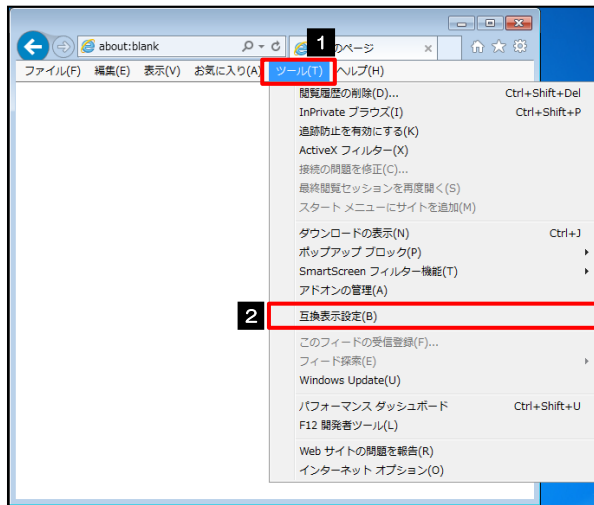 1
about:blank
のページ
ファイル(F) 編集(E) 表示(V) お気に入り(A) ツール(T) ヘルプ(H)
閲覧履歴の削除(D)... Ctrl+Shift+Del
InPrivate ブラウズ(I) Ctrl+Shift+P
追跡防止を有効にする(K)
ActiveX フィルター(X)
接続の問題を修正(C)...
最終閲覧セッションを再度開く(S)
スタート メニューにサイトを追加(M)
ダウンロードの表示(N) Ctrl+J
ポップアップ ブロック(P)
SmartScreen フィルター機能(T)
アドオンの管理(A)
2 互換表示設定(B)
このフィードの受信登録(F)...
フィード探索(E)
Windows Update(U)
パフォーマンス ダッシュボード Ctrl+Shift+U
F12 開発者ツール(L)
Web サイトの問題を報告(R)
インターネット オプション(O)